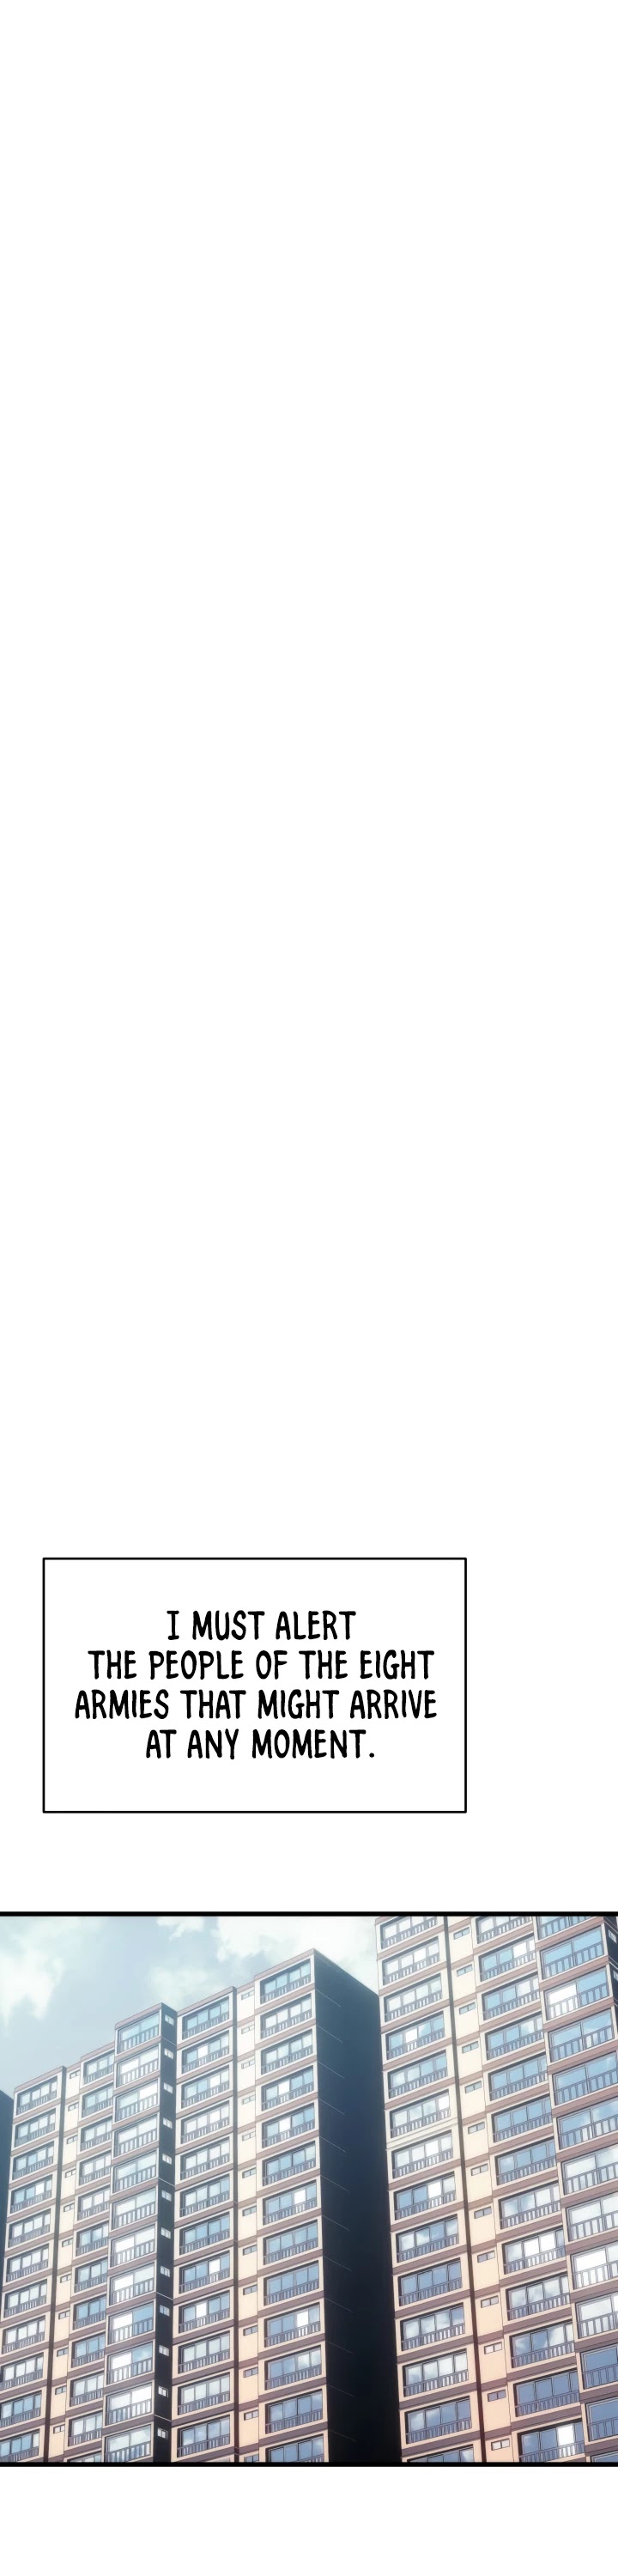 I MUST ALERT
THE PEOPLE OF THE EIGHT
ARMIES THAT MIGHT ARRIVE
AT ANY MOMENT.